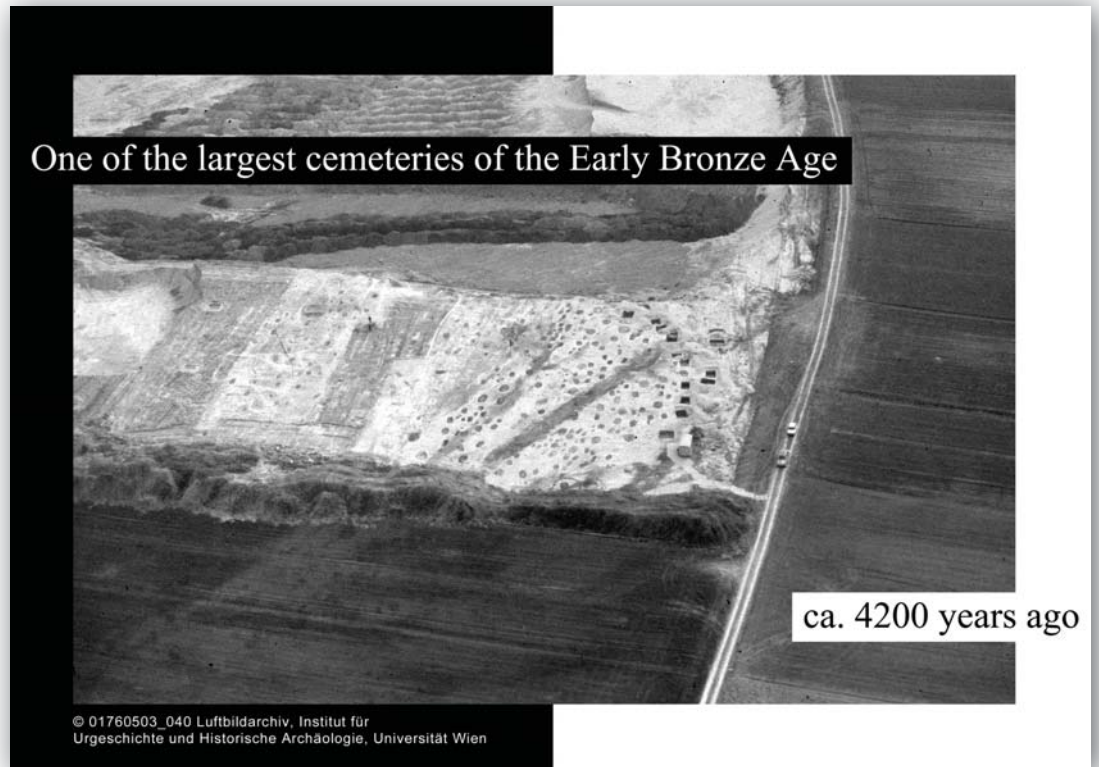 One of the largest cemeteries of the Early Bronze Age
ca. 4200 years ago
© 01760503_040 Luftbildarchiv, Institut für
Urgeschichte und Historische Archäologie, Universität Wien